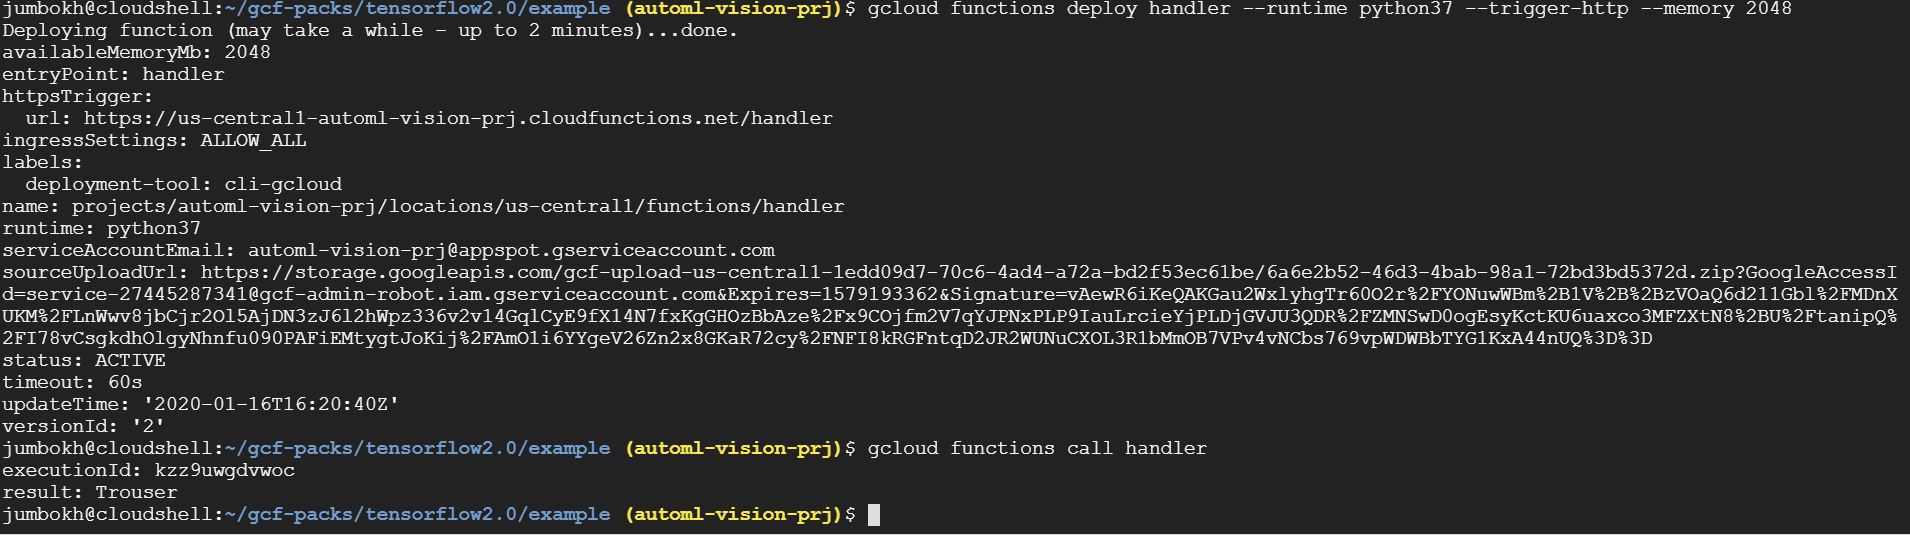 jumbokh@cloudshell:~/gcf-packs/tensorflow2.0/example (automl-vision-prj)$ gcloud functions deploy handler --runtime python37 --trigger-http --memory 2048
Deploying function (may take a while - up to 2 minutes)...done.
availableMemoryMb: 2048
entryPoint: handler
httpsTrigger:
  url: https://us-central1-automl-vision-prj.cloudfunctions.net/handler
ingressSettings: ALLOW_ALL
labels:
  deployment-tool: cli-gcloud
name: projects/automl-vision-prj/locations/us-central1/functions/handler
runtime: python37
serviceAccountEmail: automl-vision-prj@appspot.gserviceaccount.com
sourceUploadUrl: https://storage.googleapis.com/gcf-upload-us-central1-1edd09d7-70c6-4ad4-a72a-bd2f53ec61be/6a6e2b52-46d3-4bab-98a1-72bd3bd5372d.zip?GoogleAccessI
d=service-27445287341@gcf-admin-robot.iam.gserviceaccount.com&Expires=1579193362&Signature=vAewR6iKeQAKGau2WxlyhgTr60O2r%2FYONuwWBm%2B1V%2B%2BzVOaQ6d211Gbl%2FMDnX
UKM%2FLnWwv8jbCjr2Ol5AjDN3zJ6l2hWpz336v2v14GqlCyE9fX14N7fxKgGHOzBbAze%2Fx9COjfm2V7qYJPNxPLP9IauLrcieYjPLDjGVJU3QDR%2FZMNSwD0ogEsyKctKU6uaxco3MFZXtN8%2BU%2FtanipQ%
2FI78vCsgkdhOlgyNhnfu090PAFiEMtygtJoKij%2FAmO1i6YYgeV26Zn2x8GKaR72cy%2FNFI8kRGFntqD2JR2WUNuCXOL3R1bMmOB7VPv4vNCbs769vpWDWBbTYG1KxA44nUQ%3D%3D
status: ACTIVE
timeout: 60s
updateTime: '2020-01-16T16:20:40Z'
versionId: '2'
jumbokh@cloudshell:~/gcf-packs/tensorflow2.0/example (automl-vision-prj)$ gcloud functions call handler
executionId: kzz9uwgdvwoc
result: Trouser
jumbokh@cloudshell:~/gcf-packs/tensorflow2.0/example (automl-vision-prj)$